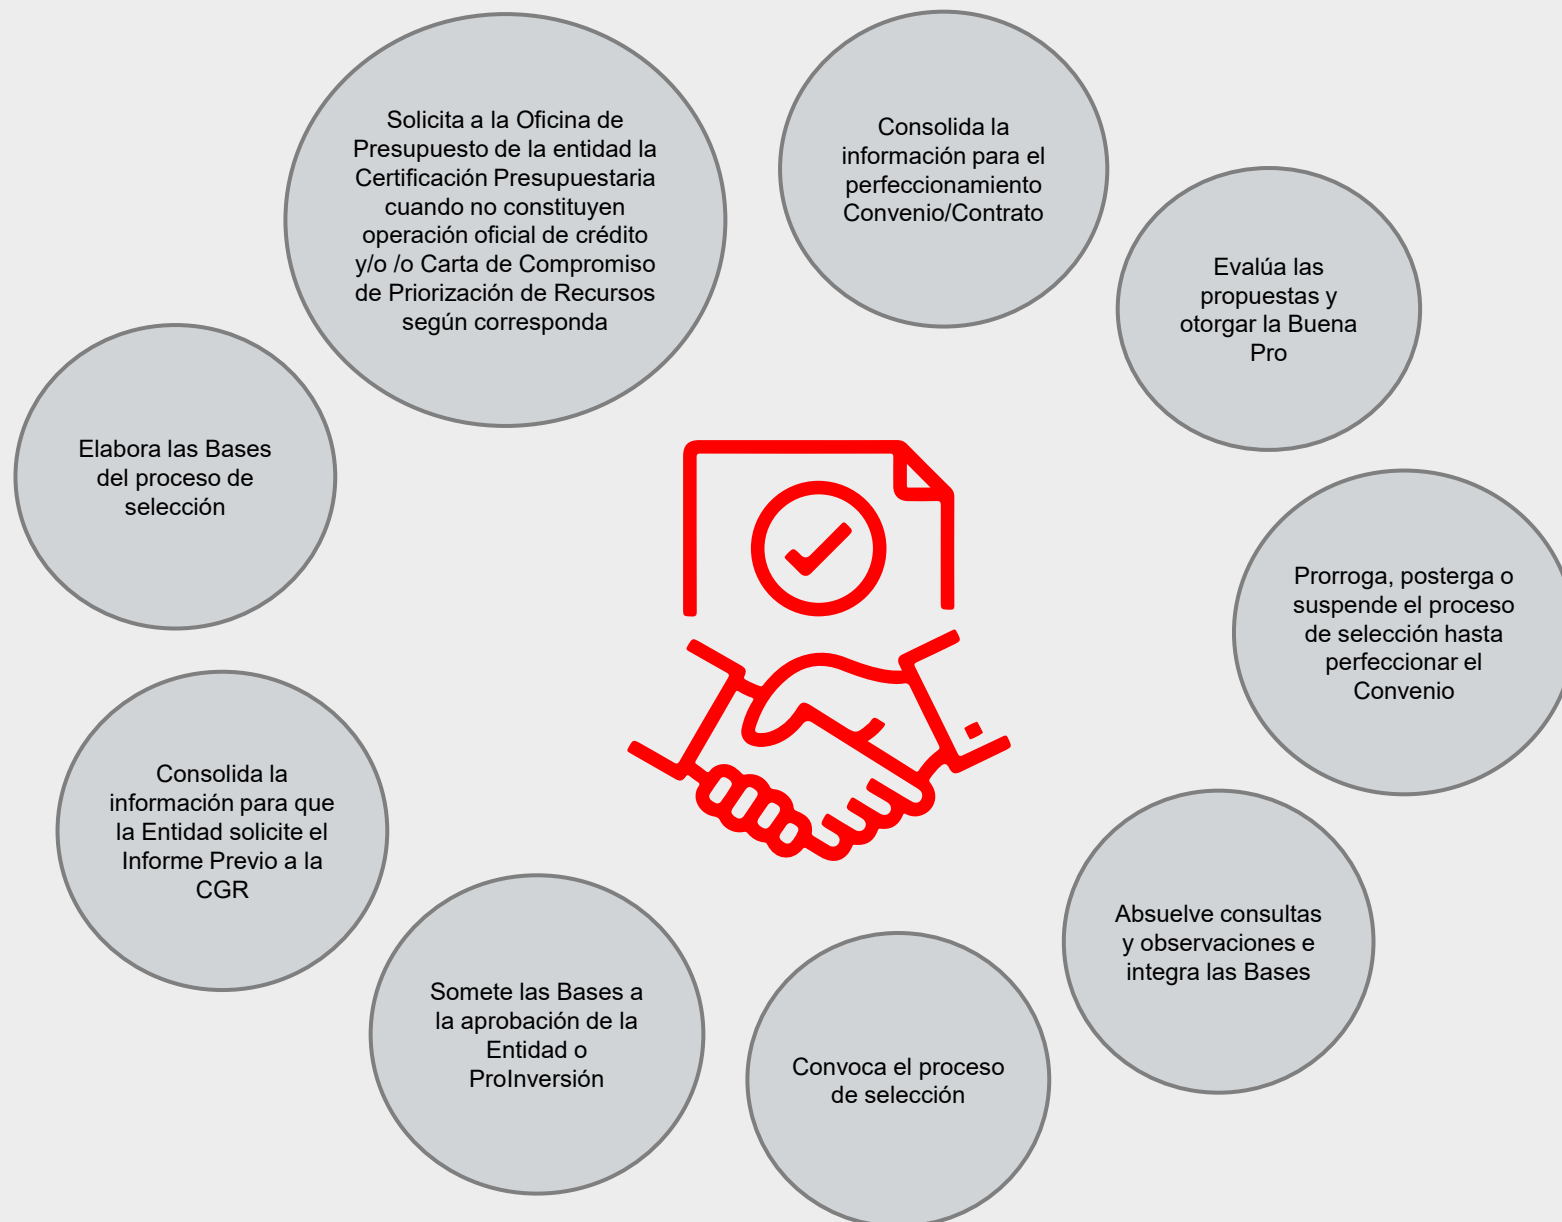 Solicita a la Oficina de
Presupuesto de la entidad la
Certificación Presupuestaria
cuando no constituyen
operación oficial de crédito
y/o /o Carta de Compromiso
de Priorización de Recursos
según corresponda
Consolida la
información para el
perfeccionamiento
Convenio/Contrato
Evalúa las
propuestas y
otorgar la Buena
Pro
Elabora las Bases
del proceso de
selección
Prorroga, posterga o
suspende el proceso
de selección hasta
perfeccionar el
Convenio
Consolida la
información para que
la Entidad solicite el
Informe Previo a la
CGR
Absuelve consultas
y observaciones e
integra las Bases
Somete las Bases a
la aprobación de la
Entidad o
ProInversión
Convoca el proceso
de selección